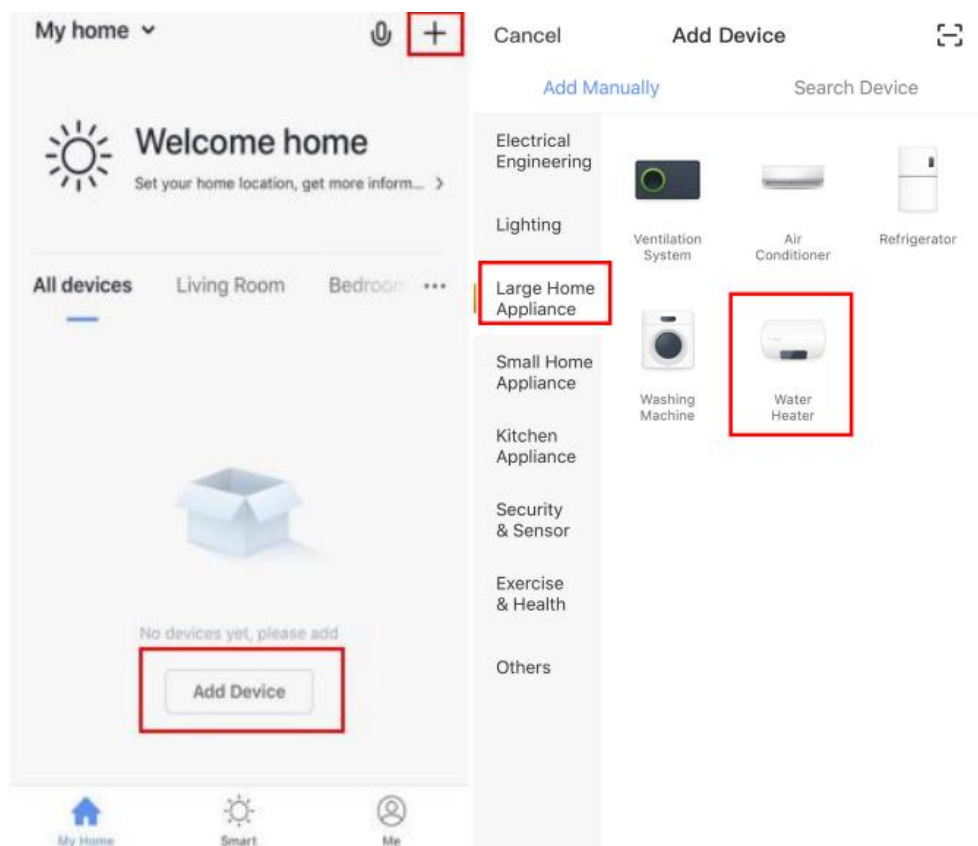 My home
Welcome home
Set your home location, get more inform... >
All devices Living Room Bedroom
No devices yet, please add
Add Device
My Home Smart Me
Cancel Add Device
Add Manually Search Device
Electrical
Engineering
Lighting
Large Home
Appliance
Small Home
Appliance
Kitchen
Appliance
Security
& Sensor
Exercise
& Health
Others
Ventilation
System
Air
Conditioner
Refrigerator
Washing
Machine
Water
Heater